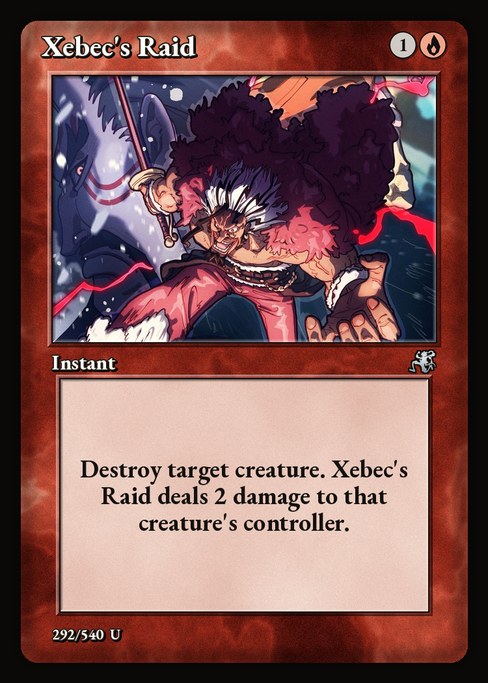 Xebec's Raid 1
Instant
Destroy target creature. Xebec's
Raid deals 2 damage to that
creature's controller.
292/540 U